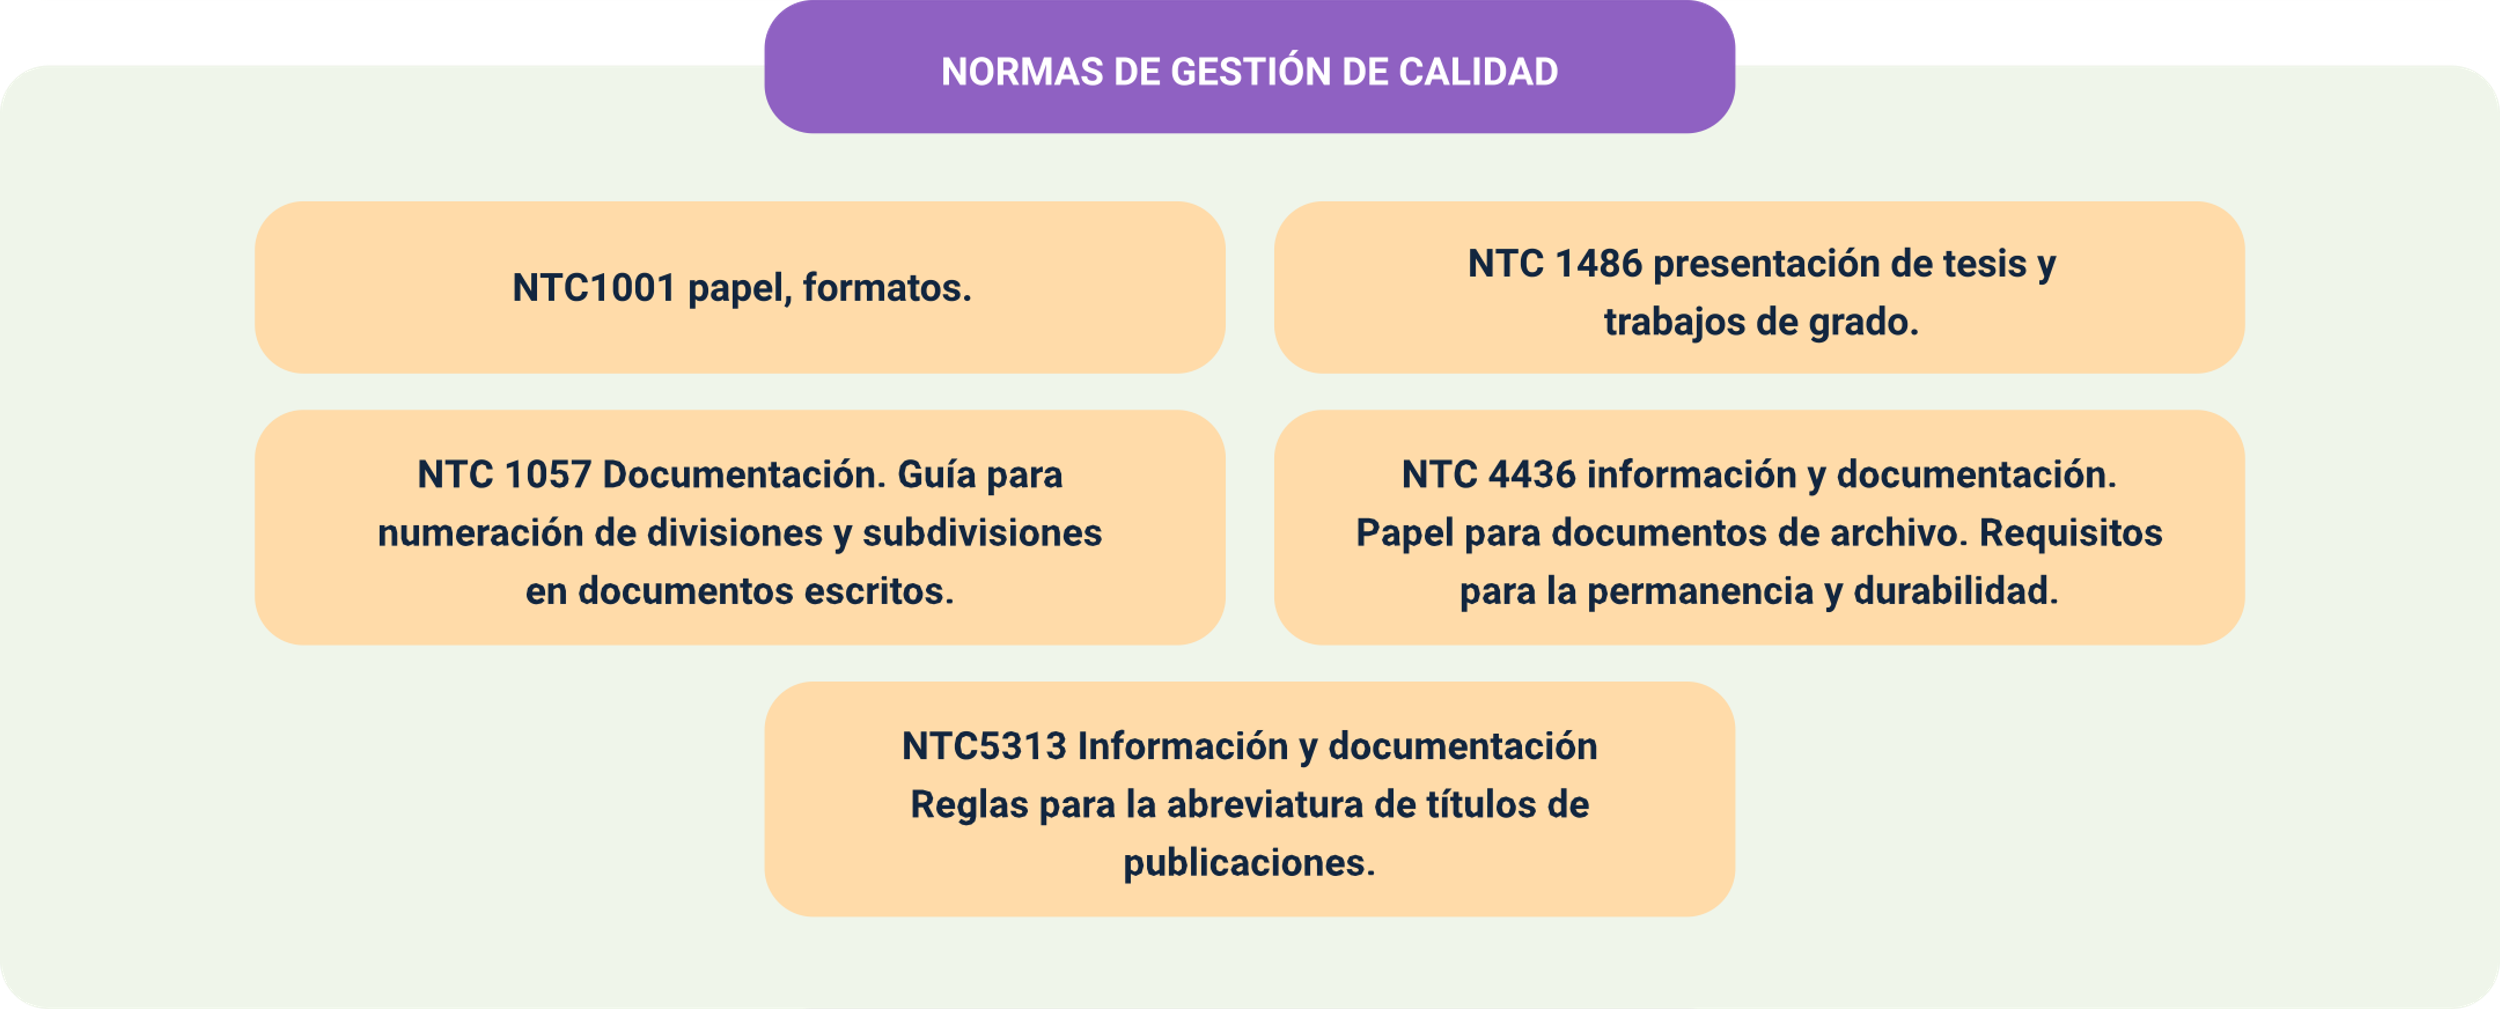 NORMAS DE GESTIÓN DE CALIDAD
NTC1001 papel, formatos.
NTC 1486 presentación de tesis y
trabajos de grado.
NTC 1057 Documentación. Guía para
numeración de divisiones y subdivisiones
en documentos escritos.
NTC 4436 información y documentación.
Papel para documentos de archivo. Requisitos
para la permanencia y durabilidad.
NTC5313 Información y documentación
Reglas para la abreviatura de títulos de
publicaciones.